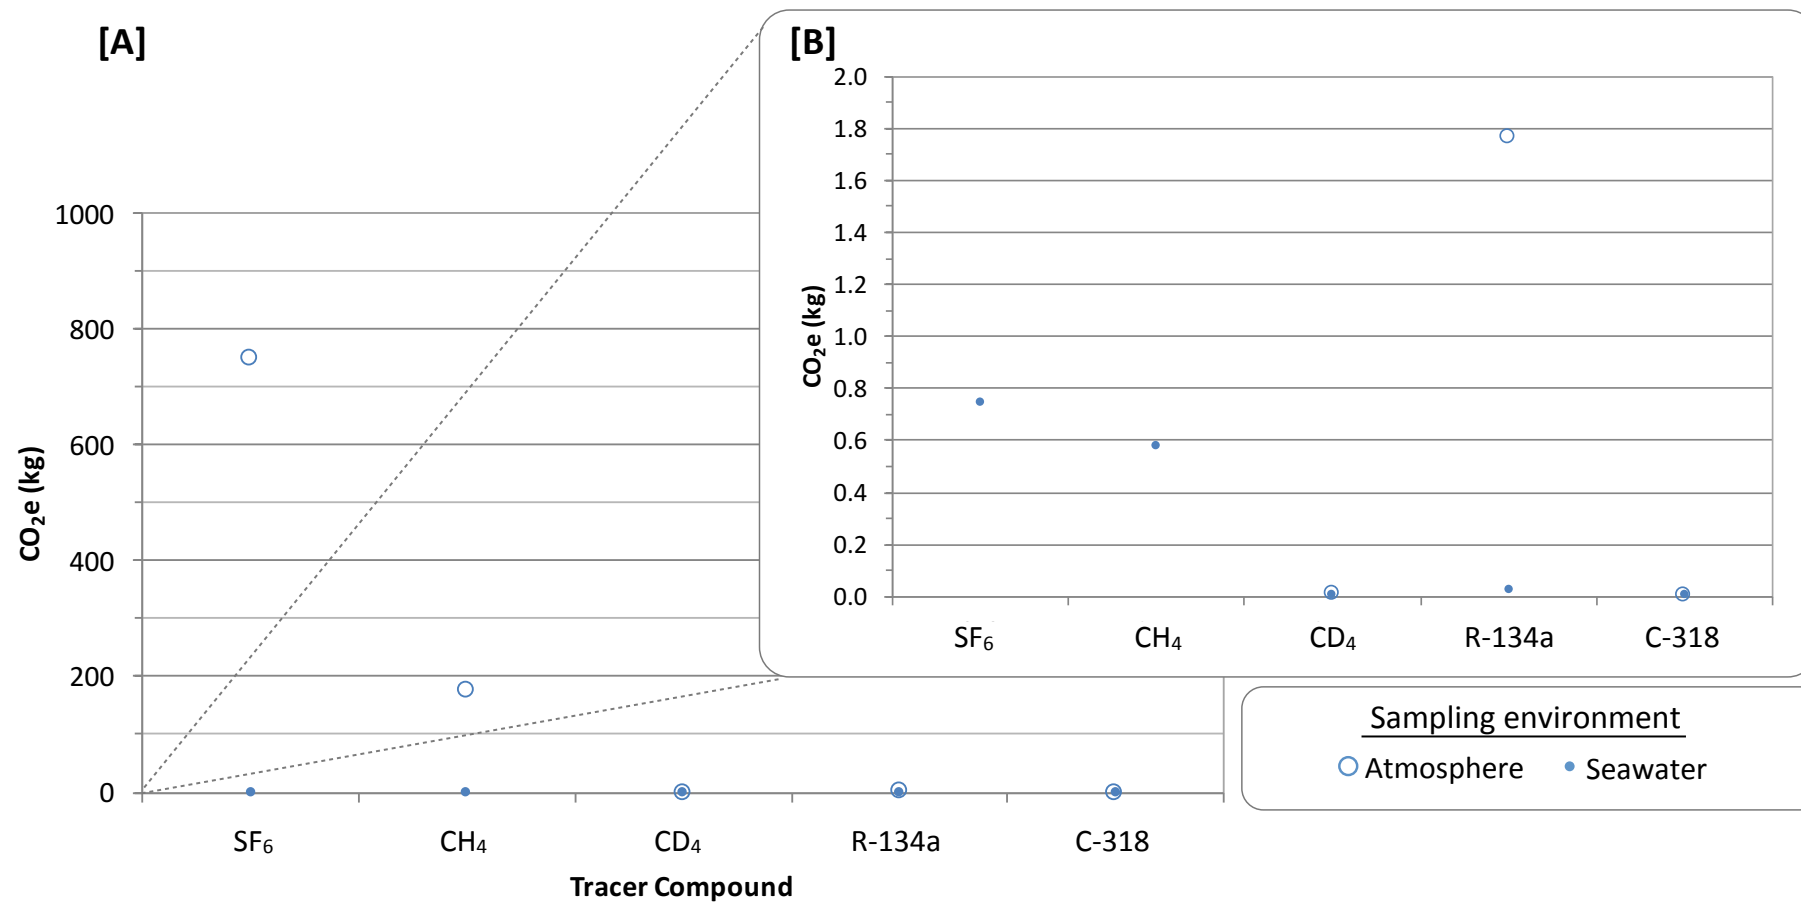 [A]
1000
800
600
400
200
0
CO₂e (kg)
SF₆ CH₄ CD₄ R-134a C-318
Tracer Compound
[B]
2.0
1.8
1.6
1.4
1.2
1.0
0.8
0.6
0.4
0.2
0.0
CO₂e (kg)
SF₆ CH₄ CD₄ R-134a C-318
Sampling environment
Atmosphere Seawater